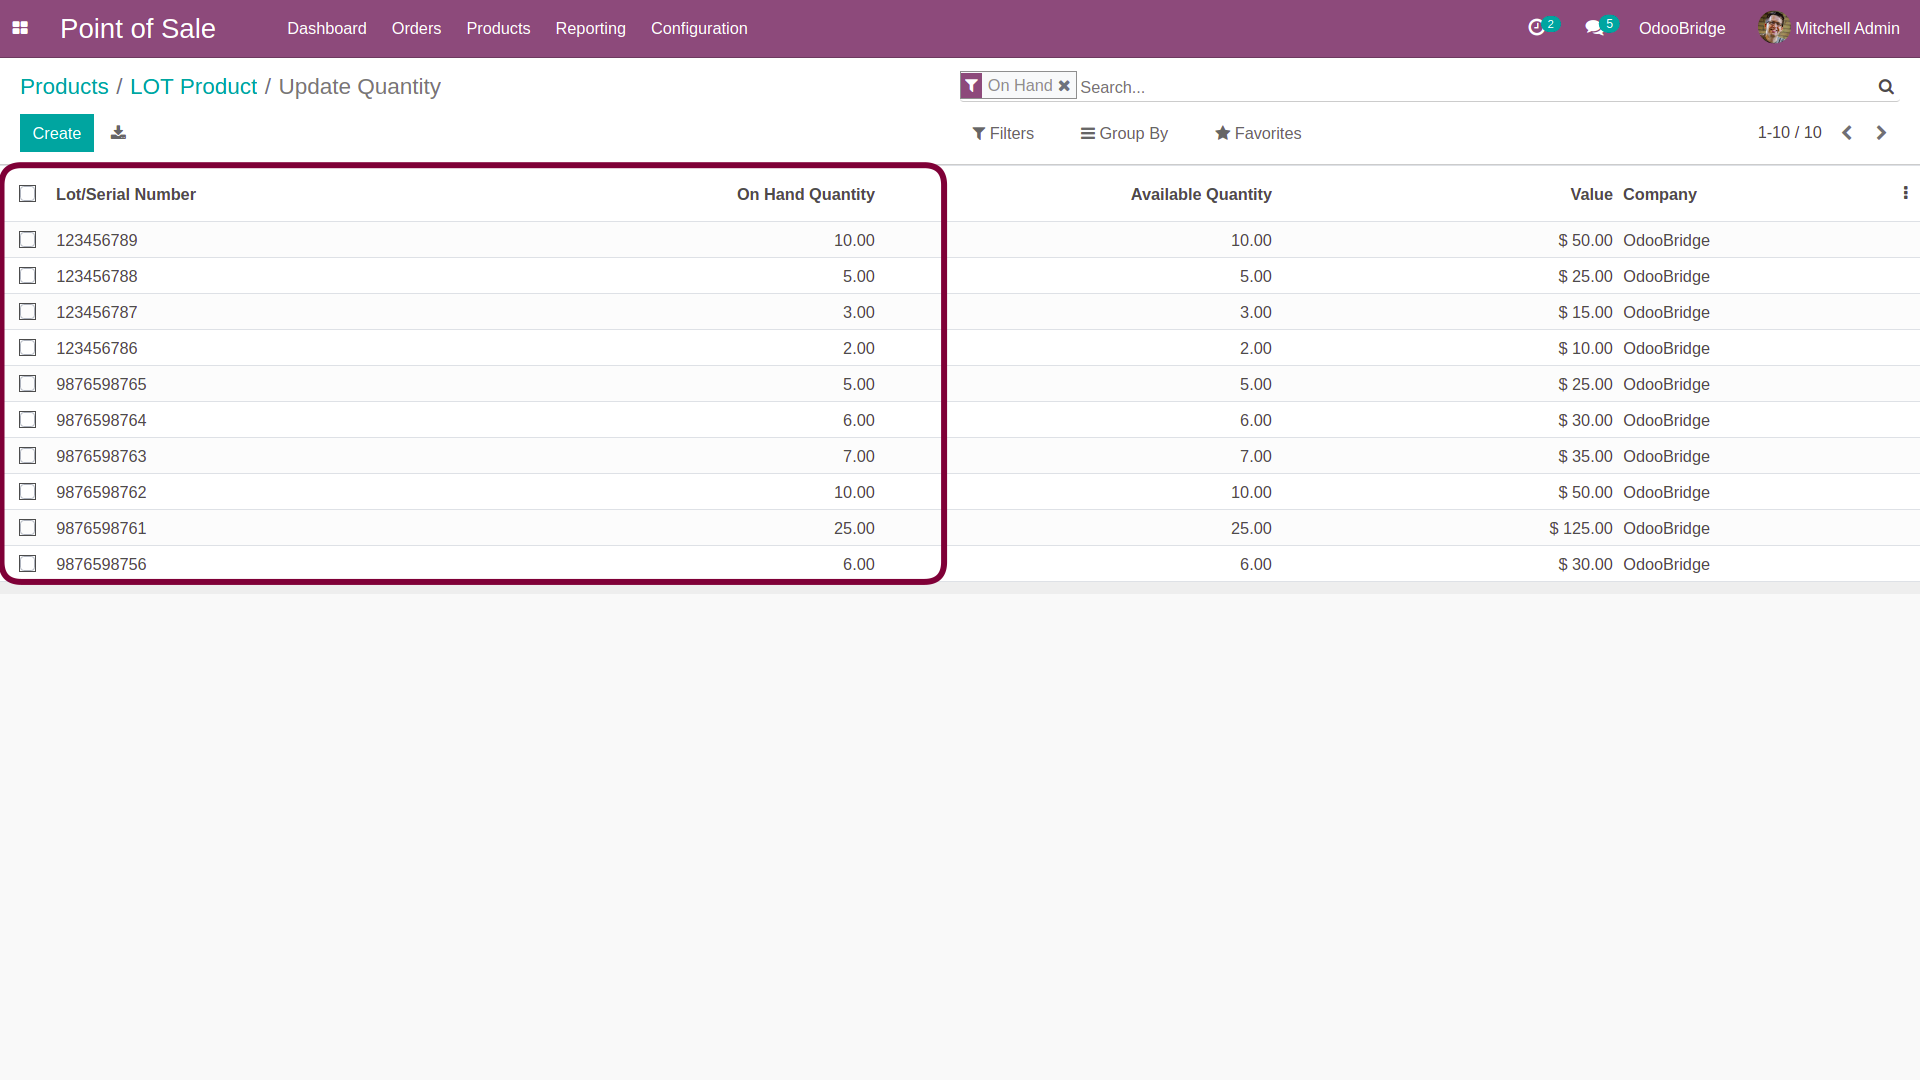 Point of Sale Dashboard Orders Products Reporting Configuration 2 5 OdooBridge Mitchell Admin
Products / LOT Product / Update Quantity
On Hand Search...
Create Filters Group By Favorites 1-10 / 10
Lot/Serial Number On Hand Quantity Available Quantity Value Company
123456789 10.00 10.00 $ 50.00 OdooBridge
123456788 5.00 5.00 $ 25.00 OdooBridge
123456787 3.00 3.00 $ 15.00 OdooBridge
123456786 2.00 2.00 $ 10.00 OdooBridge
9876598765 5.00 5.00 $ 25.00 OdooBridge
9876598764 6.00 6.00 $ 30.00 OdooBridge
9876598763 7.00 7.00 $ 35.00 OdooBridge
9876598762 10.00 10.00 $ 50.00 OdooBridge
9876598761 25.00 25.00 $ 125.00 OdooBridge
9876598756 6.00 6.00 $ 30.00 OdooBridge